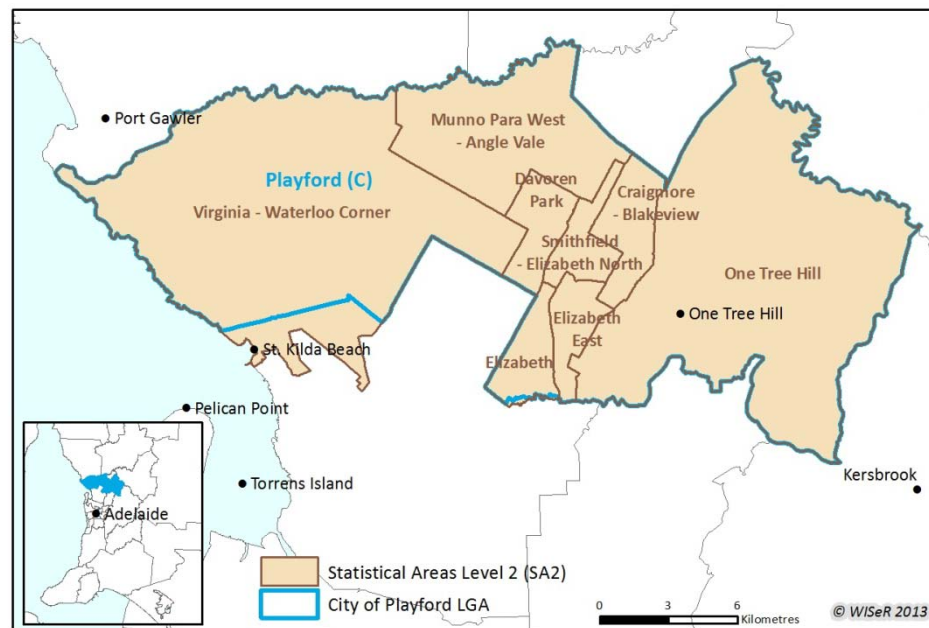 Port Gawler
Munno Para West
- Angle Vale
Playford (C)
Virginia - Waterloo Corner
Davoren
Park
Craigmore
- Blakeview
Smithfield
- Elizabeth North
One Tree Hill
One Tree Hill
Elizabeth
East
St. Kilda Beach
Elizabeth
Pelican Point
Torrens Island
Kersbrook
Adelaide
Statistical Areas Level 2 (SA2)
City of Playford LGA
0 3 6
Kilometres
© WISeR 2013